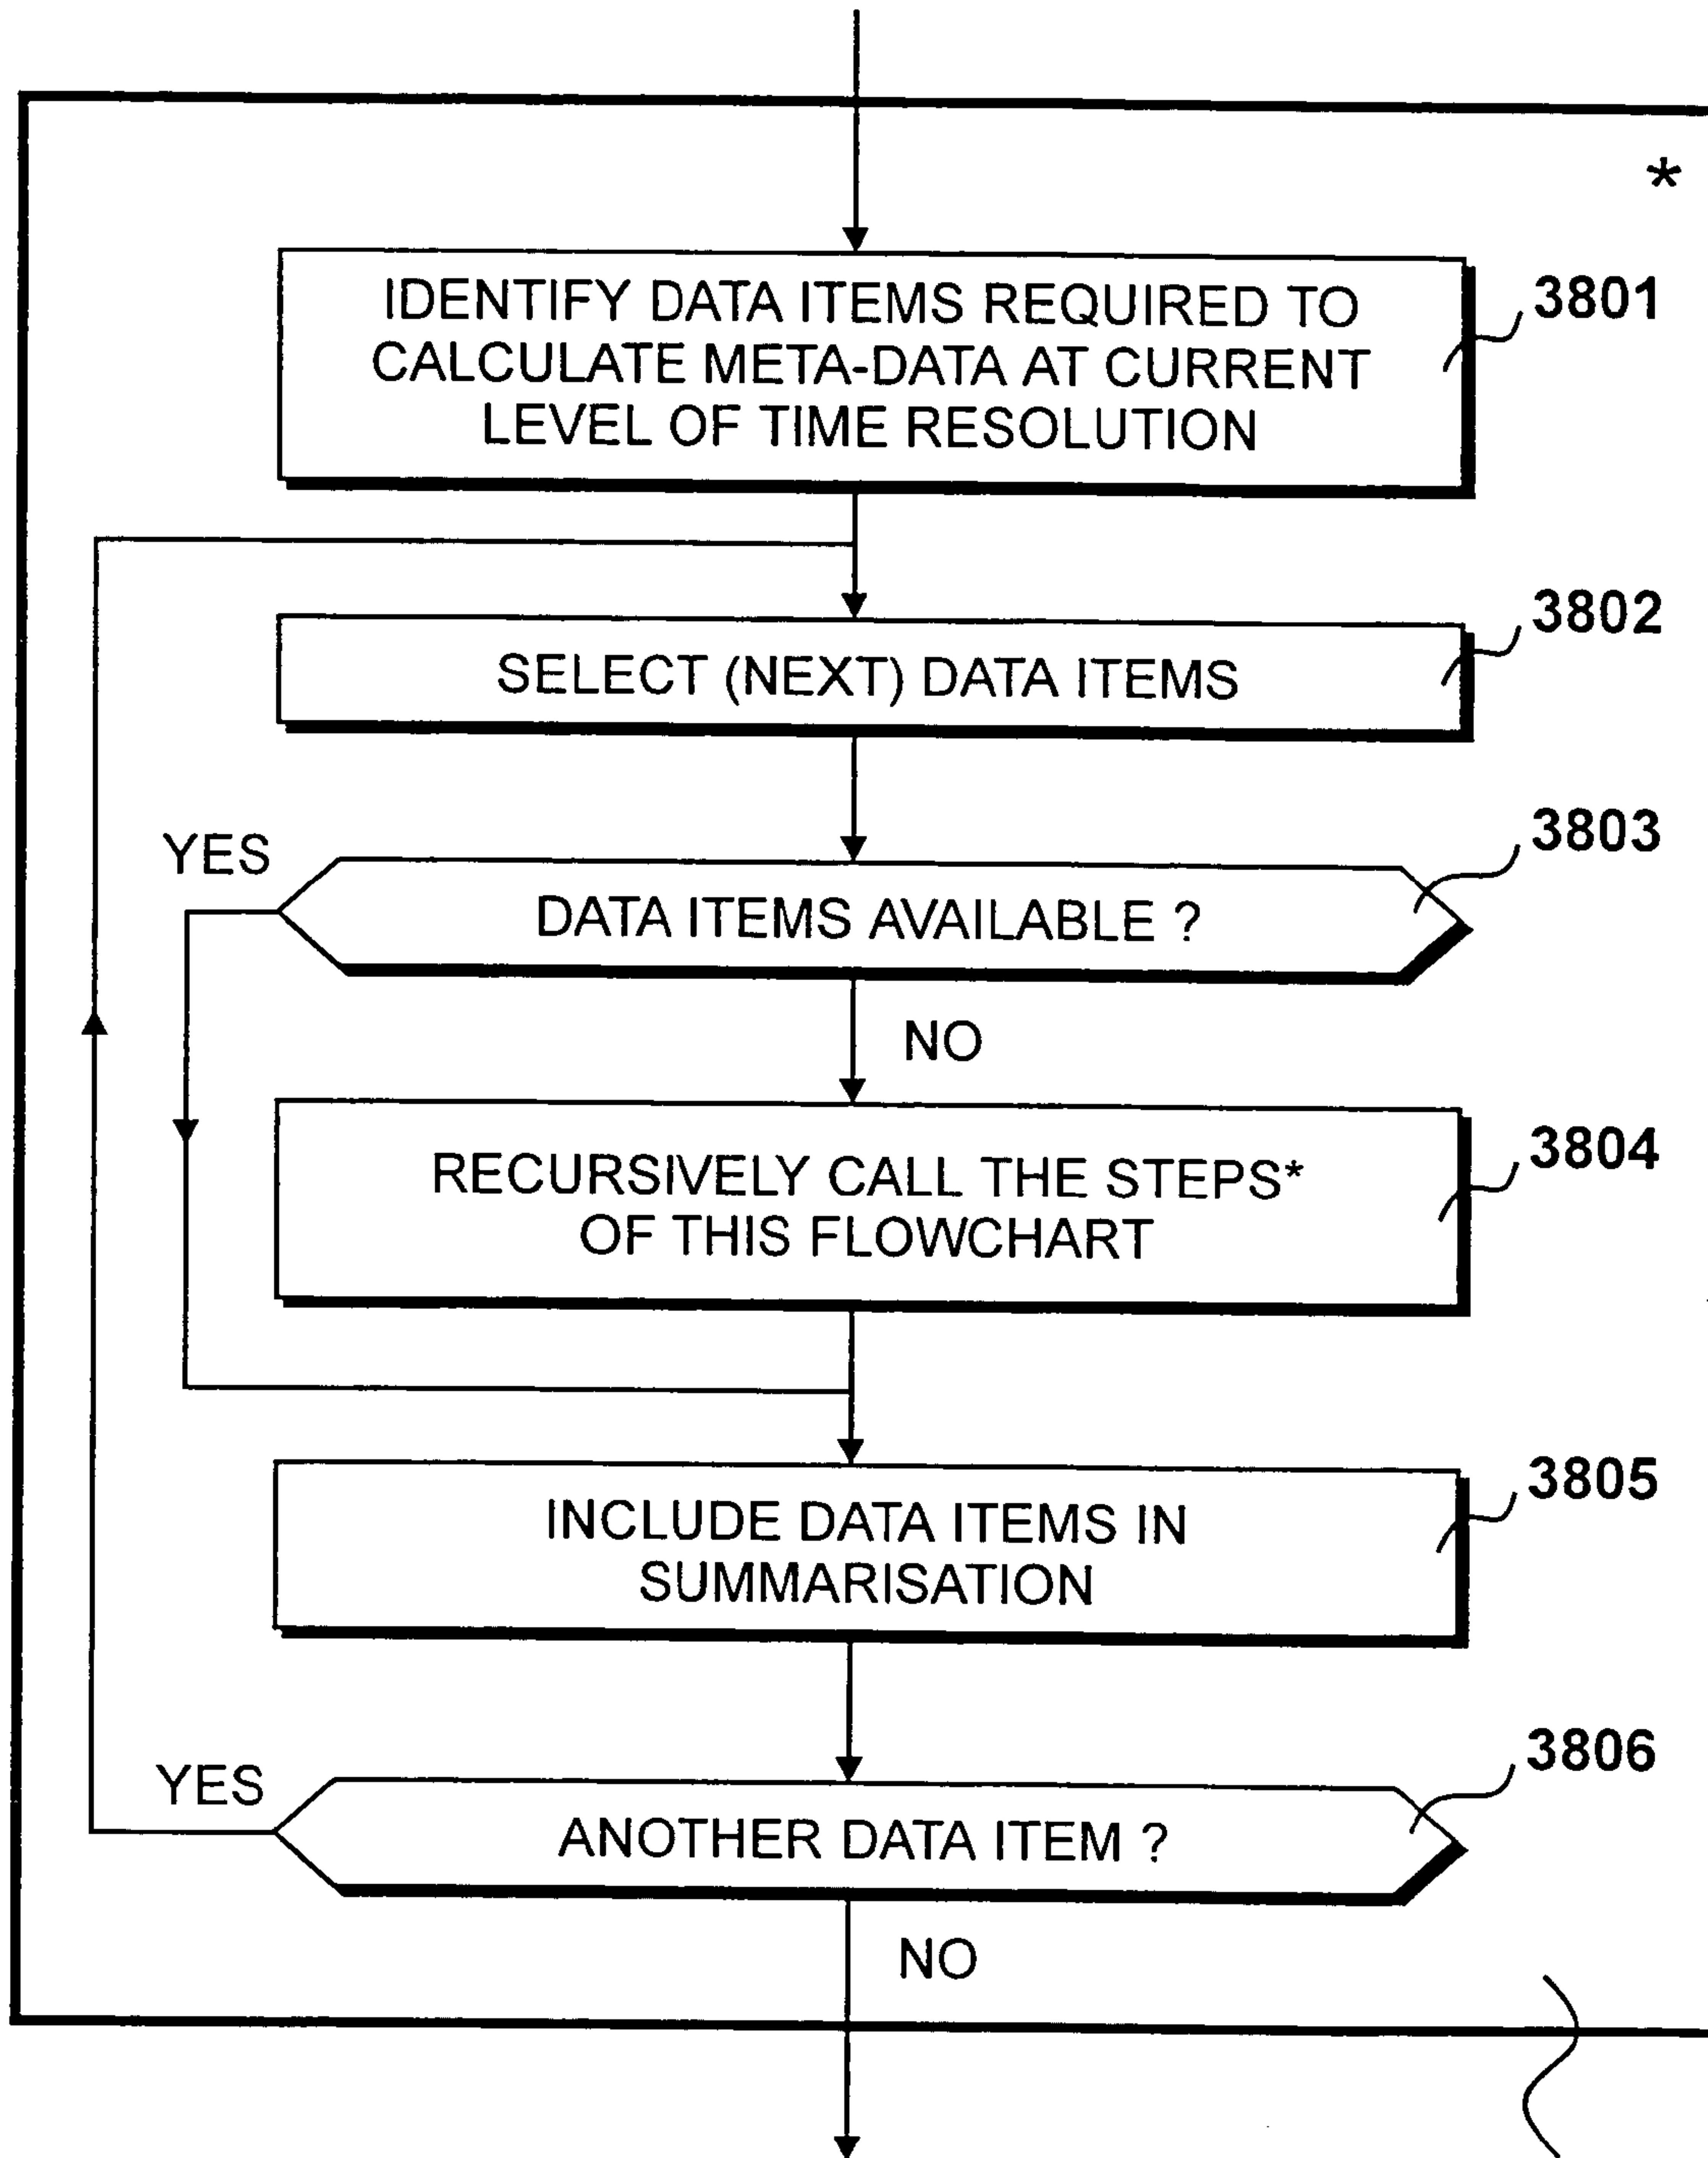 *
IDENTIFY DATA ITEMS REQUIRED TO
CALCULATE META-DATA AT CURRENT
LEVEL OF TIME RESOLUTION
3801
SELECT (NEXT) DATA ITEMS
3802
YES
DATA ITEMS AVAILABLE ?
3803
NO
RECURSIVELY CALL THE STEPS*
OF THIS FLOWCHART
3804
INCLUDE DATA ITEMS IN
SUMMARISATION
3805
YES
ANOTHER DATA ITEM ?
3806
NO